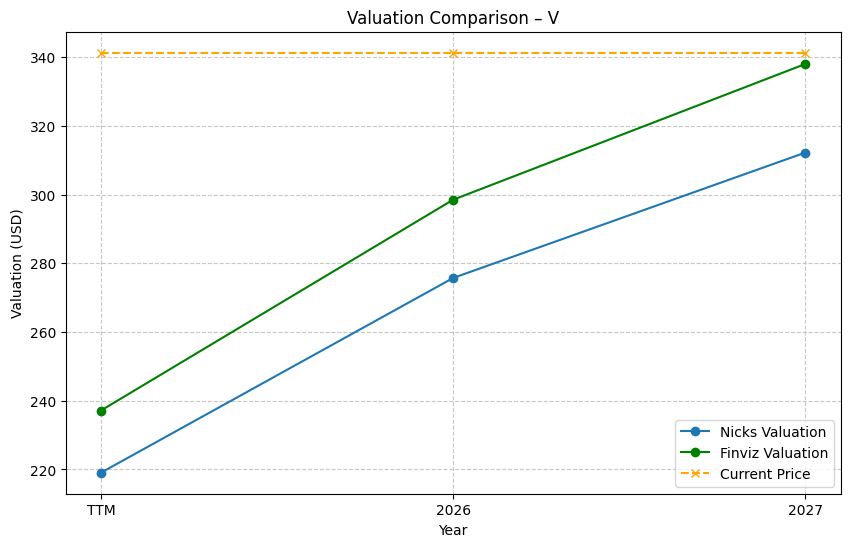 Valuation Comparison – V
Valuation (USD)
340
320
300
280
260
240
220
TTM
2026
2027
Year
Nicks Valuation
Finviz Valuation
Current Price